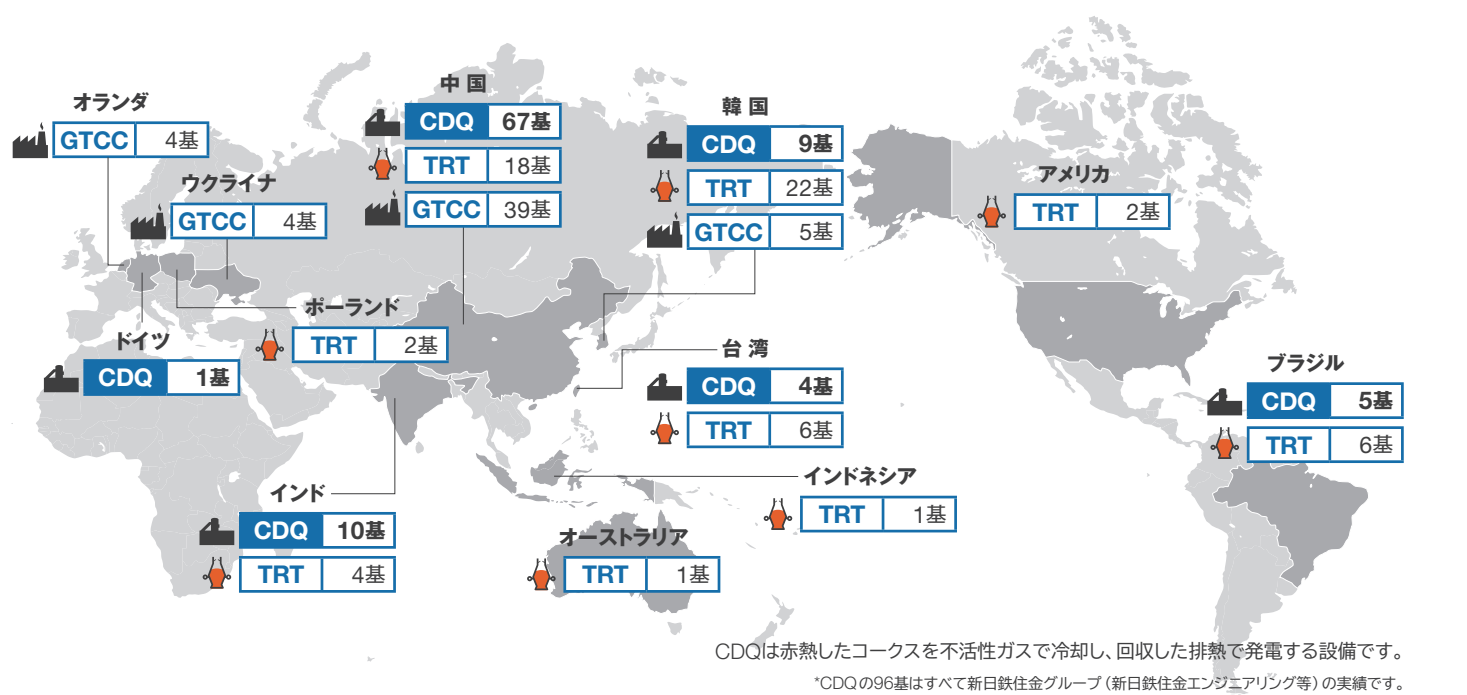 オランダ
GTCC 4基
ウクライナ
GTCC 4基
中国
CDQ 67基
TRT 18基
GTCC 39基
韓国
CDQ 9基
TRT 22基
GTCC 5基
アメリカ
TRT 2基
ポーランド
TRT 2基
ドイツ
CDQ 1基
台湾
CDQ 4基
TRT 6基
ブラジル
CDQ 5基
TRT 6基
インド
CDQ 10基
TRT 4基
インドネシア
TRT 1基
オーストラリア
TRT 1基
CDQは赤熱したコークスを不活性ガスで冷却し、回収した排熱で発電する設備です。
*CDQの96基はすべて新日鉄住金グループ(新日鉄住金エンジニアリング等)の実績です。